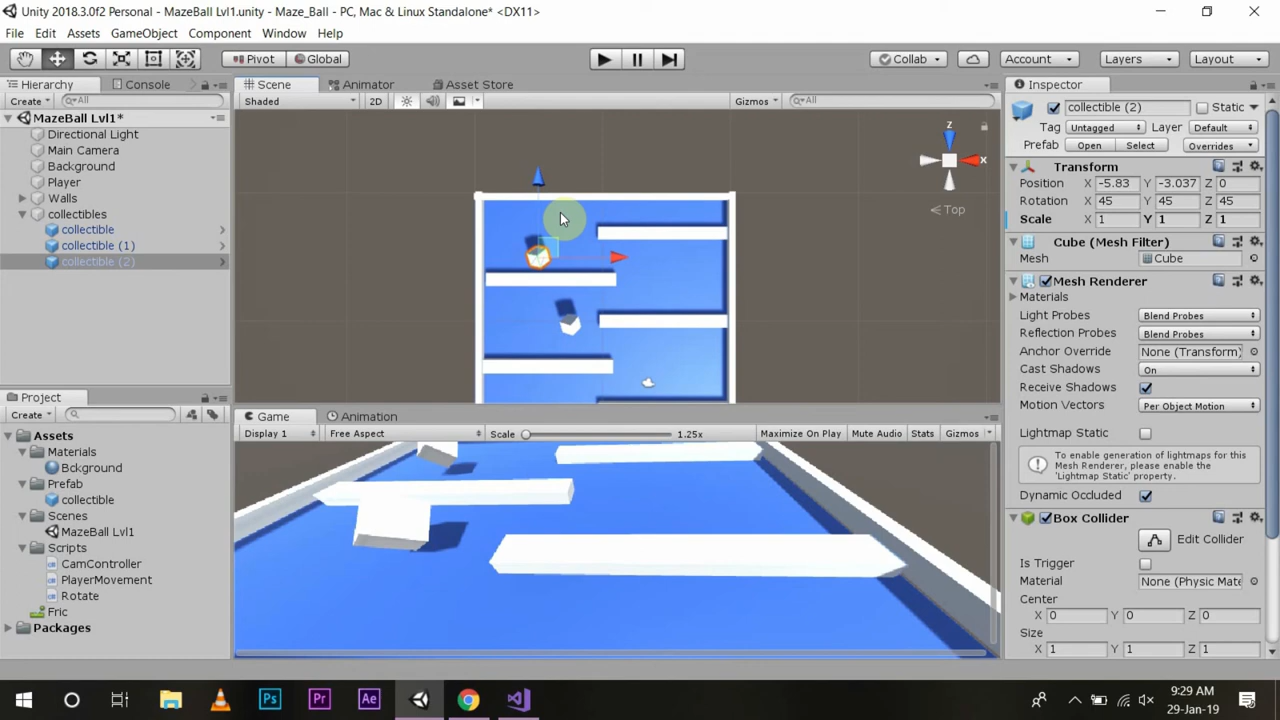 Unity 2018.3.0f2 Personal - MazeBall Lvl1.unity - Maze_Ball - PC, Mac & Linux Standalone* <DX11>
File Edit Assets GameObject Component Window Help
Pivot Global Collab Account Layers Layout
Hierarchy Console
Create All
MazeBall Lvl1*
Directional Light
Main Camera
Background
Player
Walls
collectibles
collectible
collectible (1)
collectible (2)
Project
Create
Assets
Materials
Bckground
Prefab
collectible
Scenes
MazeBall Lvl1
Scripts
CamController
PlayerMovement
Rotate
Fric
Packages
Scene Animator Asset Store
Shaded 2D Gizmos All
z
x
Top
Game Animation
Display 1 Free Aspect Scale 1.25x Maximize On Play Mute Audio Stats Gizmos
Inspector
collectible (2) Static
Tag Untagged Layer Default
Prefab Open Select Overrides
Transform
Position X -5.83 Y -3.037 Z 0
Rotation X 45 Y 45 Z 45
Scale X 1 Y 1 Z 1
Cube (Mesh Filter)
Mesh Cube
Mesh Renderer
Materials
Light Probes Blend Probes
Reflection Probes Blend Probes
Anchor Override None (Transform)
Cast Shadows On
Receive Shadows
Motion Vectors Per Object Motion
Lightmap Static
To enable generation of lightmaps for this
Mesh Renderer, please enable the
'Lightmap Static' property.
Dynamic Occluded
Box Collider
Edit Collider
Is Trigger
Material None (Physic Mate
Center
X 0 Y 0 Z 0
Size
X 1 Y 1 Z 1
Ps Pr Ae
9:29 AM
29-Jan-19